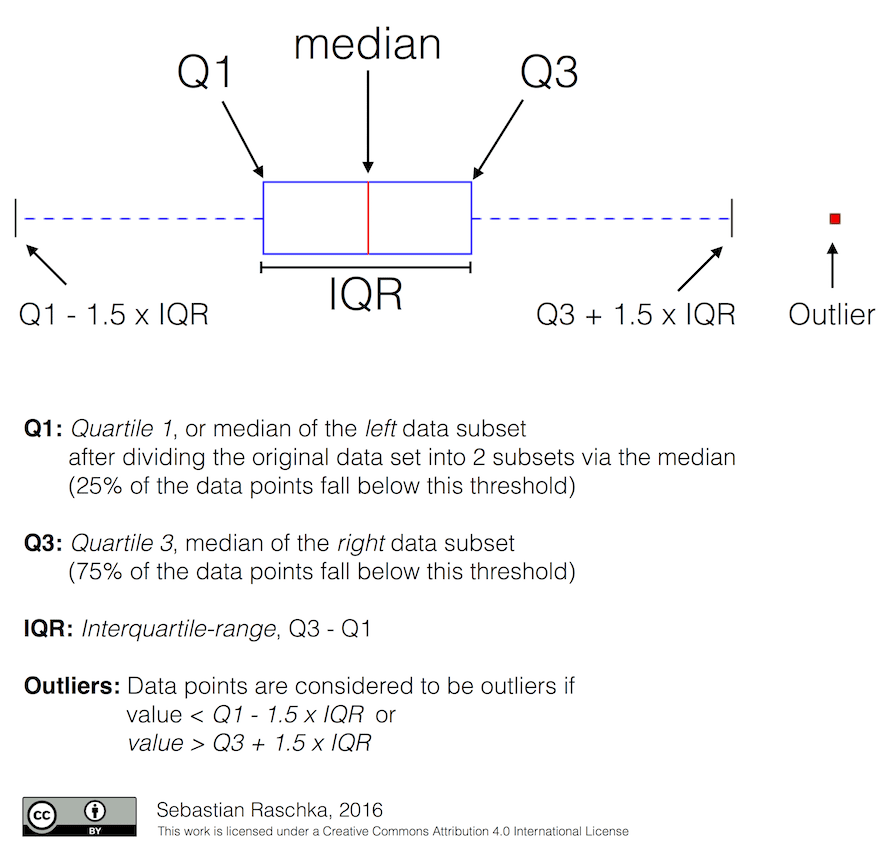 median
Q1
Q3
IQR
Q1 - 1.5 x IQR
Q3 + 1.5 x IQR
Outlier
Q1: Quartile 1, or median of the left data subset
after dividing the original data set into 2 subsets via the median
(25% of the data points fall below this threshold)
Q3: Quartile 3, median of the right data subset
(75% of the data points fall below this threshold)
IQR: Interquartile-range, Q3 - Q1
Outliers: Data points are considered to be outliers if
value < Q1 - 1.5 x IQR or
value > Q3 + 1.5 x IQR
cc
BY
Sebastian Raschka, 2016
This work is licensed under a Creative Commons Attribution 4.0 International License